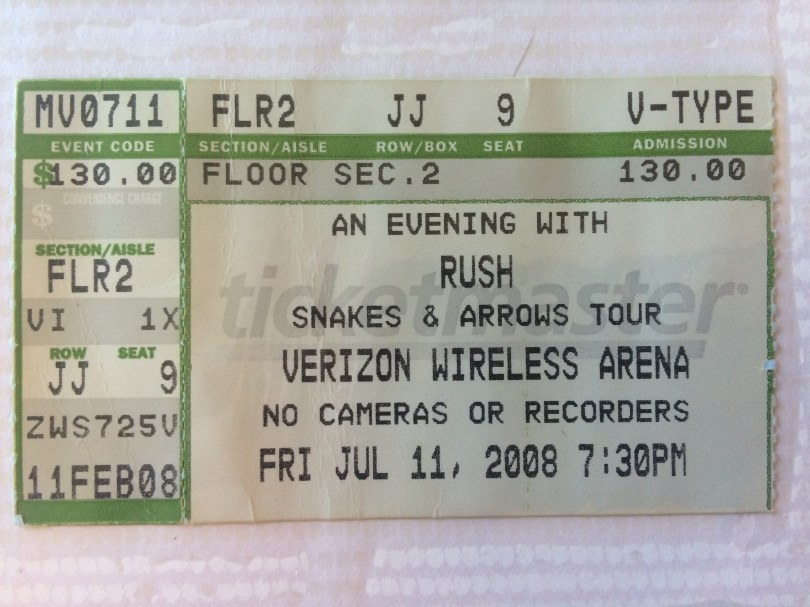 MV0711 FLR2 JJ 9 V-TYPE
EVENT CODE SECTION/AISLE ROW/BOX SEAT ADMISSION
$130.00 FLOOR SEC.2 130.00
$ CONVENIENCE CHARGE
SECTION/AISLE
FLR2
VI 1X
ROW SEAT
JJ 9
ZWS725V
11FEB08
AN EVENING WITH
RUSH
ticketmaster®
SNAKES & ARROWS TOUR
VERIZON WIRELESS ARENA
NO CAMERAS OR RECORDERS
FRI JUL 11, 2008 7:30PM